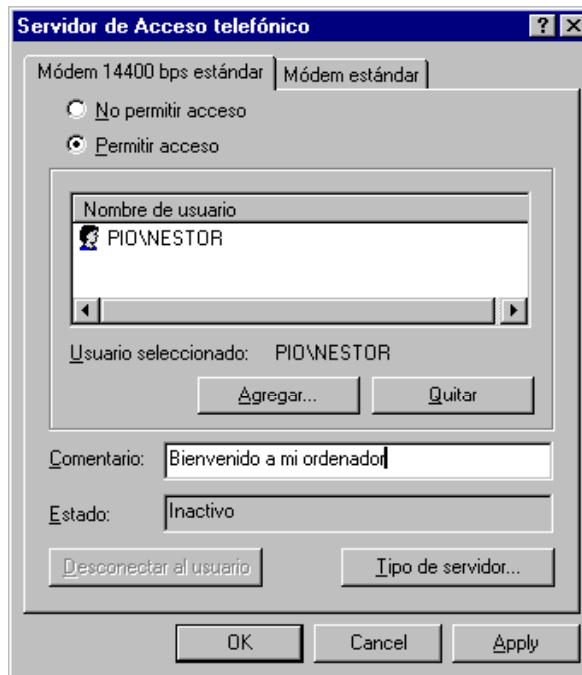 Servidor de Acceso telefónico
Módem 14400 bps estándar Módem estándar
No permitir acceso
Permitir acceso
Nombre de usuario
PIO\NESTOR
Usuario seleccionado: PIO\NESTOR
Agregar... Quitar
Comentario: Bienvenido a mi ordenador
Estado: Inactivo
Desconectar al usuario Tipo de servidor...
OK Cancel Apply